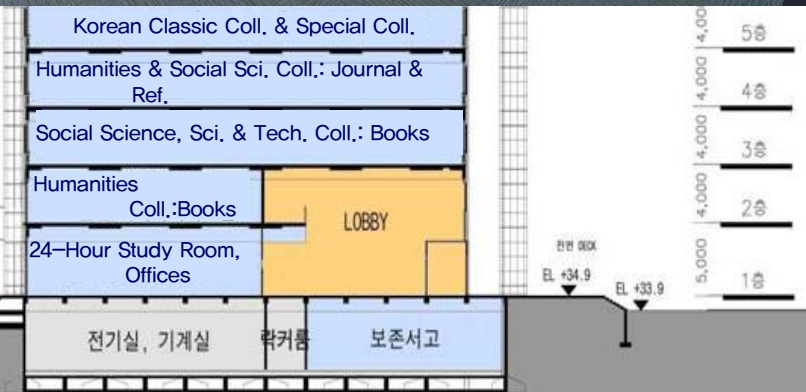 Korean Classic Coll. & Special Coll.
Humanities & Social Sci. Coll.: Journal &
Ref.
Social Science, Sci. & Tech. Coll.: Books
Humanities
Coll.:Books
24-Hour Study Room,
Offices
LOBBY
전기실, 기계실
락커룸
보존서고
EL +34.9
EL +33.9
4,000
5층
4,000
4층
4,000
3층
4,000
2층
5,000
1층